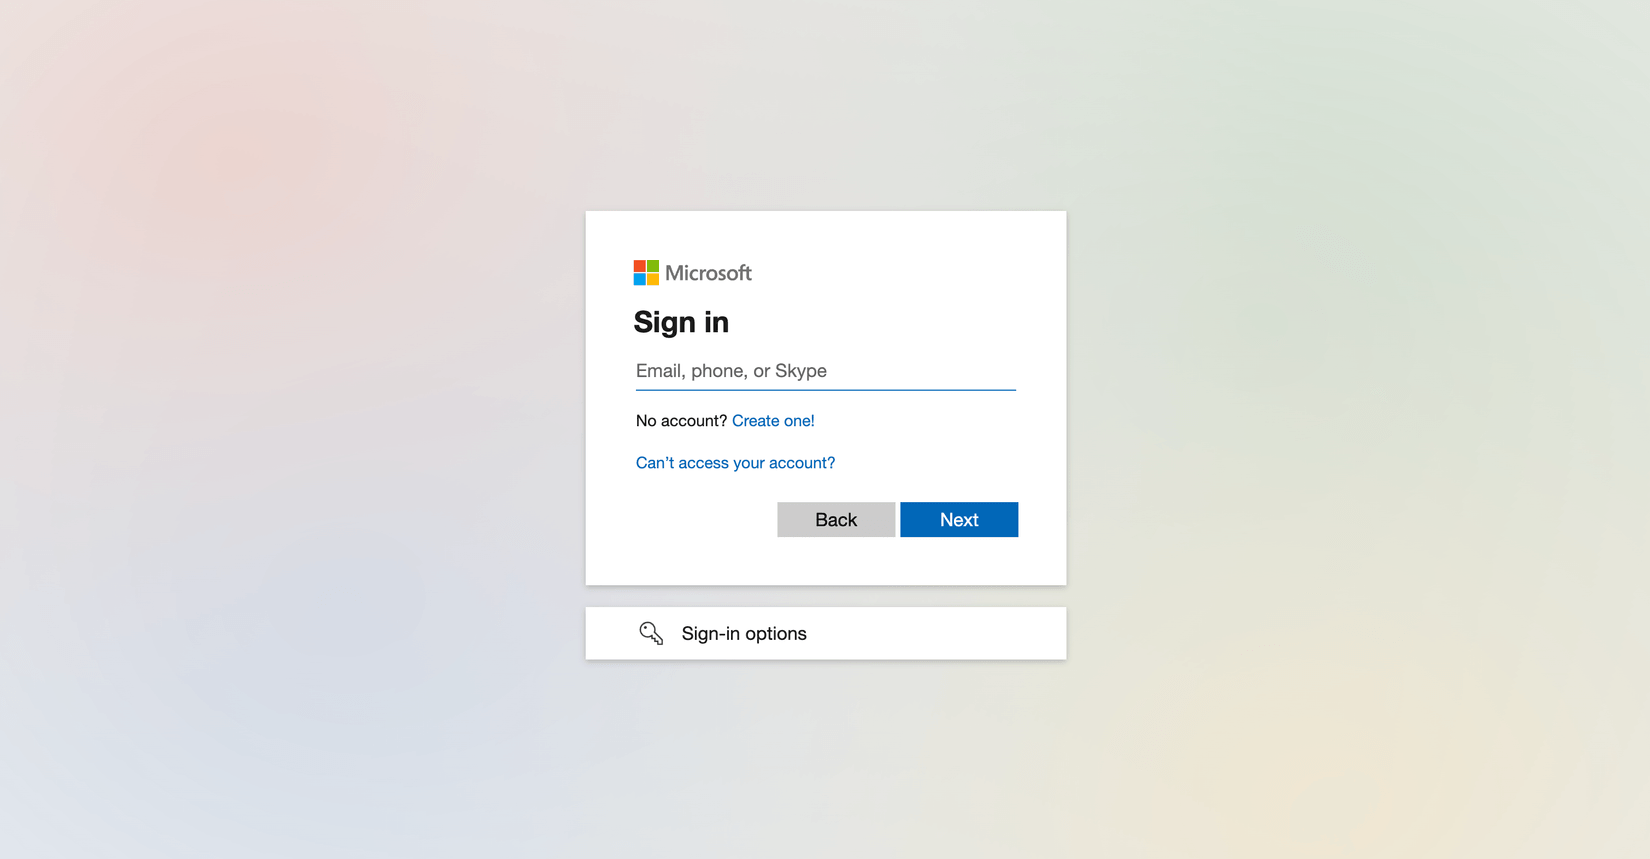 Microsoft
Sign in
Email, phone, or Skype
No account? Create one!
Can’t access your account?
Back Next
Sign-in options